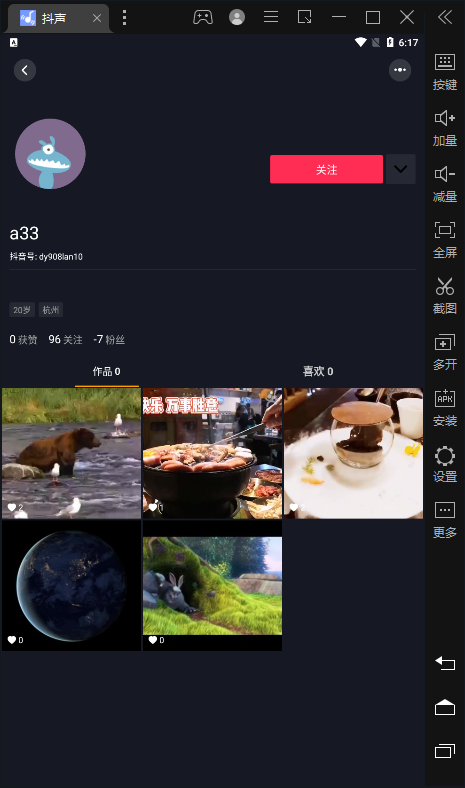 抖声
6:17
按键
加量
减量
全屏
截图
多开
APK
安装
设置
更多
关注
a33
抖音号: dy908lan10
20岁 杭州
0 获赞 96 关注 -7 粉丝
作品 0 喜欢 0
快乐 万事胜意
2
1
0
0